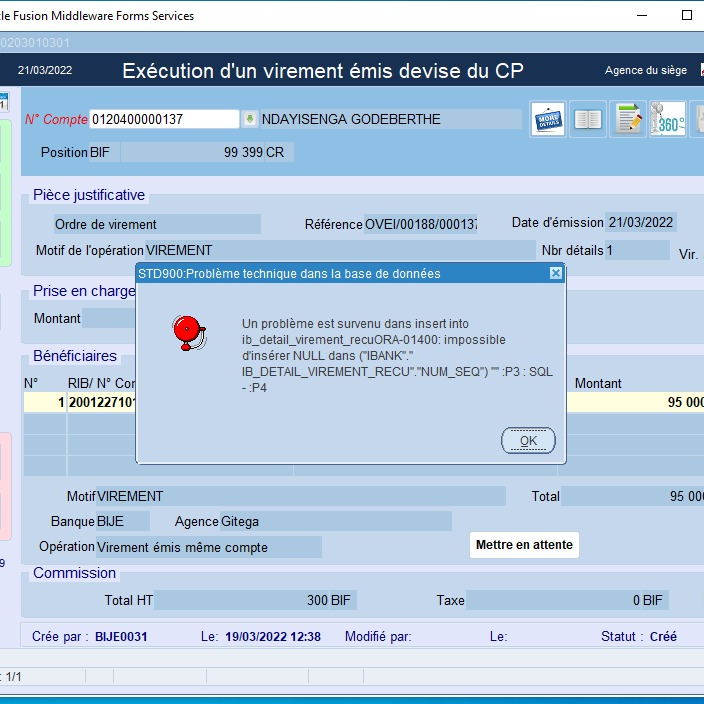 le Fusion Middleware Forms Services
0203010301
21/03/2022 Exécution d'un virement émis devise du CP Agence du siège
N° Compte 0120400000137 NDAYISENGA GODEBERTHE
MORE DETAILS 360°
Position BIF 99 399 CR
Pièce justificative
Ordre de virement Référence OVEI/00188/000137 Date d'émission 21/03/2022
Motif de l'opération VIREMENT Nbr détails 1 Vir.
STD900:Problème technique dans la base de données
Prise en charge
Montant
Un problème est survenu dans insert into
ib_detail_virement_recuORA-01400: impossible
d'insérer NULL dans ("IBANK"."
IB_DETAIL_VIREMENT_RECU"."NUM_SEQ") "" :P3 : SQL
- :P4
OK
Bénéficiaires
N° RIB/ N° Cor Montant
1 200122710 95 000
Motif VIREMENT Total 95 000
Banque BIJE Agence Gitega
Opération Virement émis même compte Mettre en attente
Commission
Total HT 300 BIF Taxe 0 BIF
Crée par : BIJE0031 Le: 19/03/2022 12:38 Modifié par: Le: Statut : Créé
: 1/1